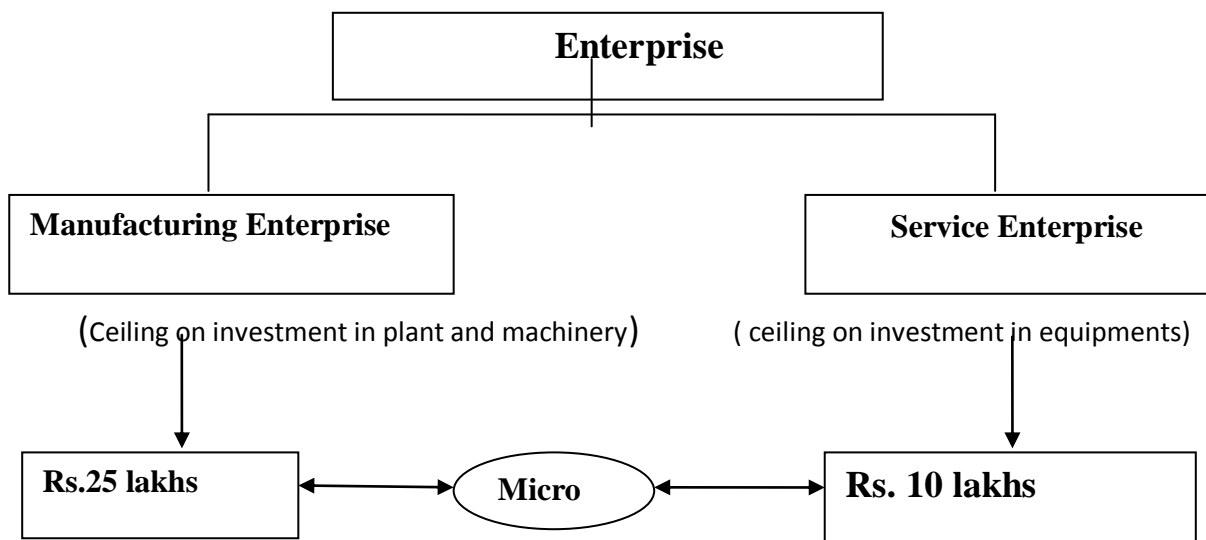 Enterprise
Manufacturing Enterprise
Service Enterprise
(Ceiling on investment in plant and machinery)
( ceiling on investment in equipments)
Rs.25 lakhs
Micro
Rs. 10 lakhs